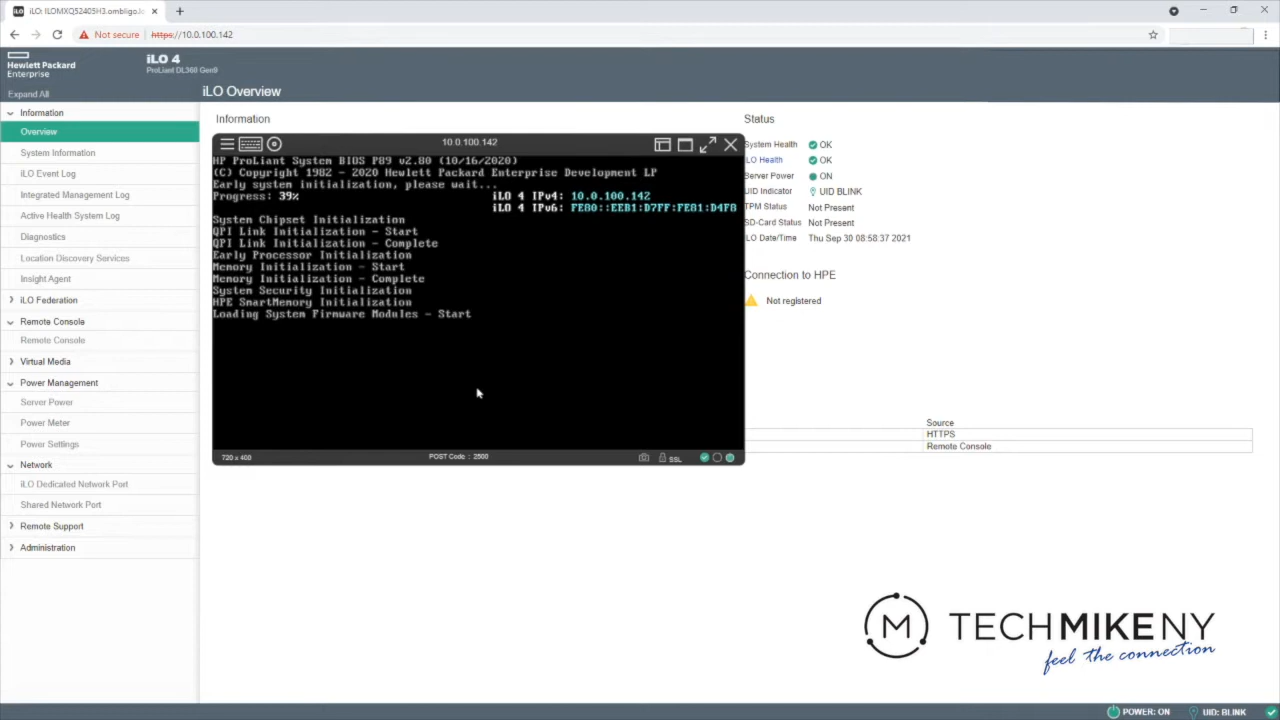 iLO: ILOMXQ52405H3.ombligo.l
Not secure
https://10.0.100.142
Hewlett Packard
Enterprise
iLO 4
ProLiant DL360 Gen9
Expand All
iLO Overview
Information
Overview
System Information
iLO Event Log
Integrated Management Log
Active Health System Log
Diagnostics
Location Discovery Services
Insight Agent
iLO Federation
Remote Console
Remote Console
Virtual Media
Power Management
Server Power
Power Meter
Power Settings
Network
iLO Dedicated Network Port
Shared Network Port
Remote Support
Administration
Information
10.0.100.142
HP ProLiant System BIOS P89 v2.80 (10/16/2020)
(C) Copyright 1982 - 2020 Hewlett Packard Enterprise Development LP
Early system initialization, please wait...
Progress: 39% iLO 4 IPv4: 10.0.100.142
iLO 4 IPv6: FE80::EEB1:D7FF:FE81:D4F8
System Chipset Initialization
QPI Link Initialization - Start
QPI Link Initialization - Complete
Early Processor Initialization
Memory Initialization - Start
Memory Initialization - Complete
System Security Initialization
HPE SmartMemory Initialization
Loading System Firmware Modules - Start
720 x 400
POST Code : 2500
SSL
Status
System Health OK
LO Health OK
Server Power ON
UID Indicator UID BLINK
TPM Status Not Present
SD-Card Status Not Present
LO Date/Time Thu Sep 30 08:58:37 2021
Connection to HPE
Not registered
Source
HTTPS
Remote Console
M TECHMIKENY
feel the connection
POWER: ON UID: BLINK